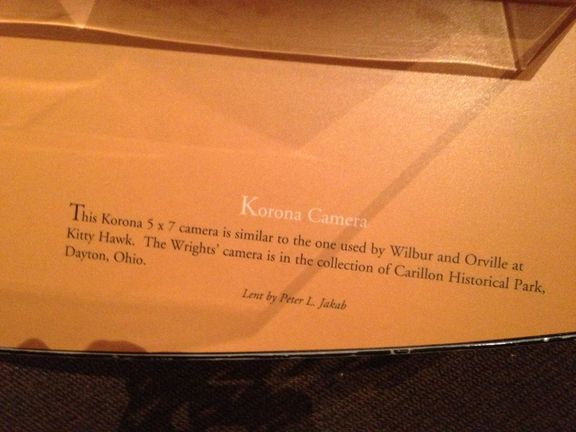 Korona Camera
This Korona 5 x 7 camera is similar to the one used by Wilbur and Orville at
Kitty Hawk. The Wrights' camera is in the collection of Carillon Historical Park,
Dayton, Ohio.
Lent by Peter L. Jakab